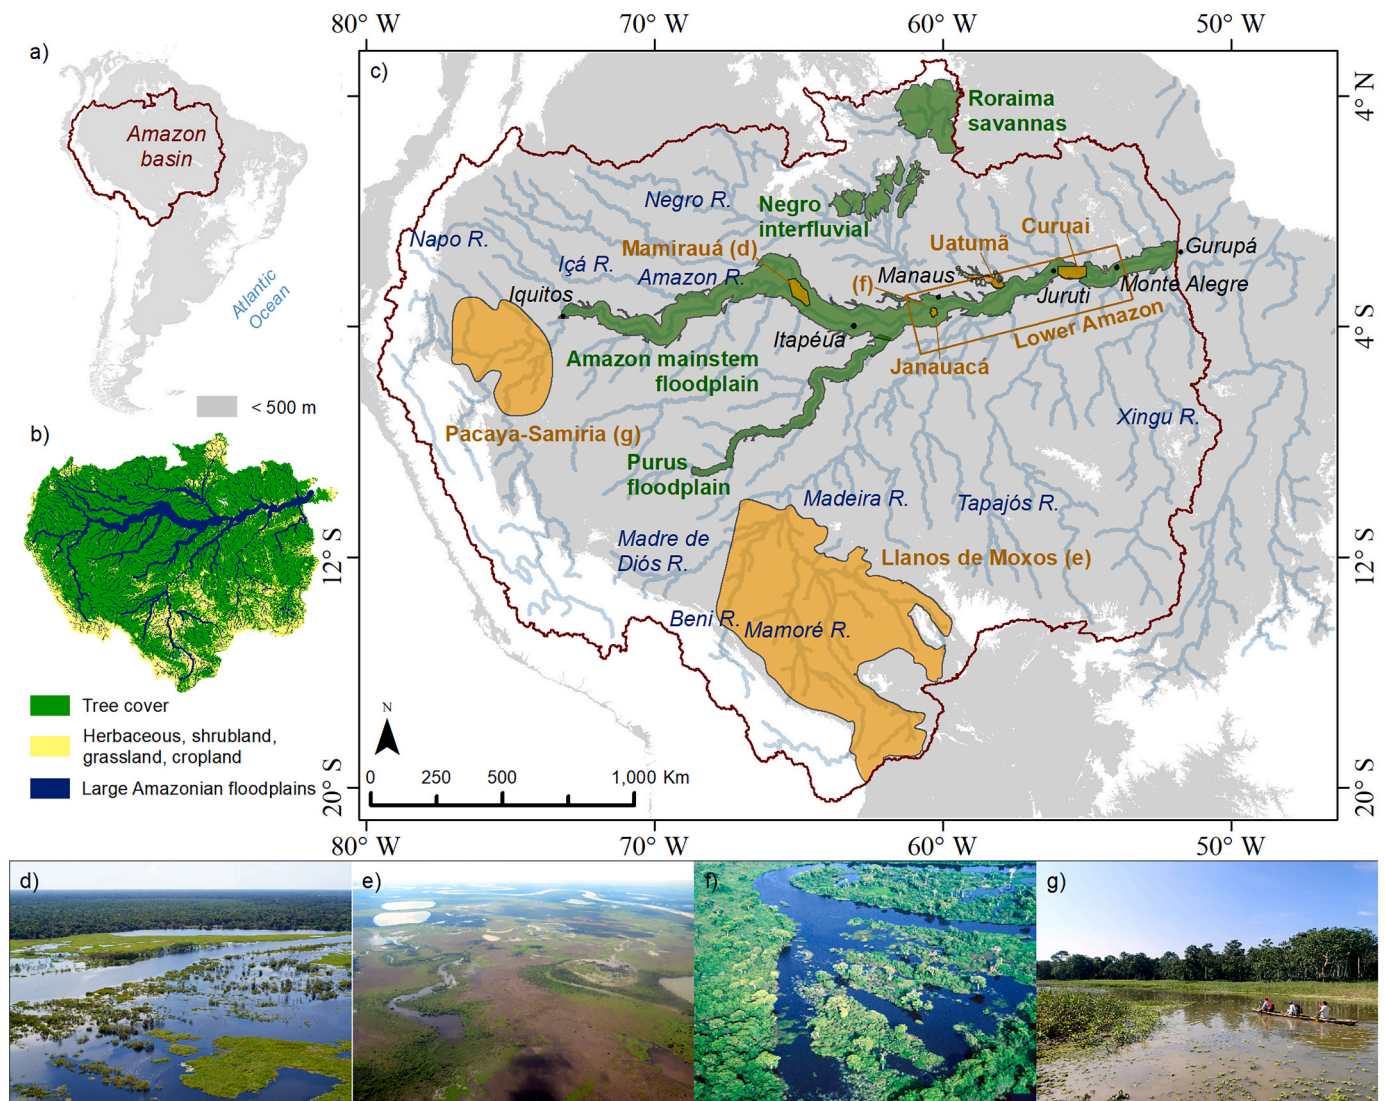 a)
Amazon
basin
Atlantic
Ocean
< 500 m
b)
Tree cover
Herbaceous, shrubland,
grassland, cropland
Large Amazonian floodplains
80° W
70° W
60° W
50° W
c)
Roraima
savannas
4° N
Negro R.
Negro
interfluvial
Napo R.
Mamirauá (d)
Uatumã
Curuai
Gurupá
Içá R.
Amazon R.
Manaus
(f)
Monte Alegre
Iquitos
Juruti
Itapéua
Lower Amazon
4° S
Amazon mainstem
floodplain
Janauacá
Xingu R.
Pacaya-Samiria (g)
Purus
floodplain
Madeira R.
Tapajós R.
Madre de
Diós R.
Llanos de Moxos (e)
12° S
12° S
Beni R.
Mamoré R.
N
0
250
500
1,000 Km
20° S
20° S
4° S
80° W
70° W
60° W
50° W
d)
e)
f)
g)